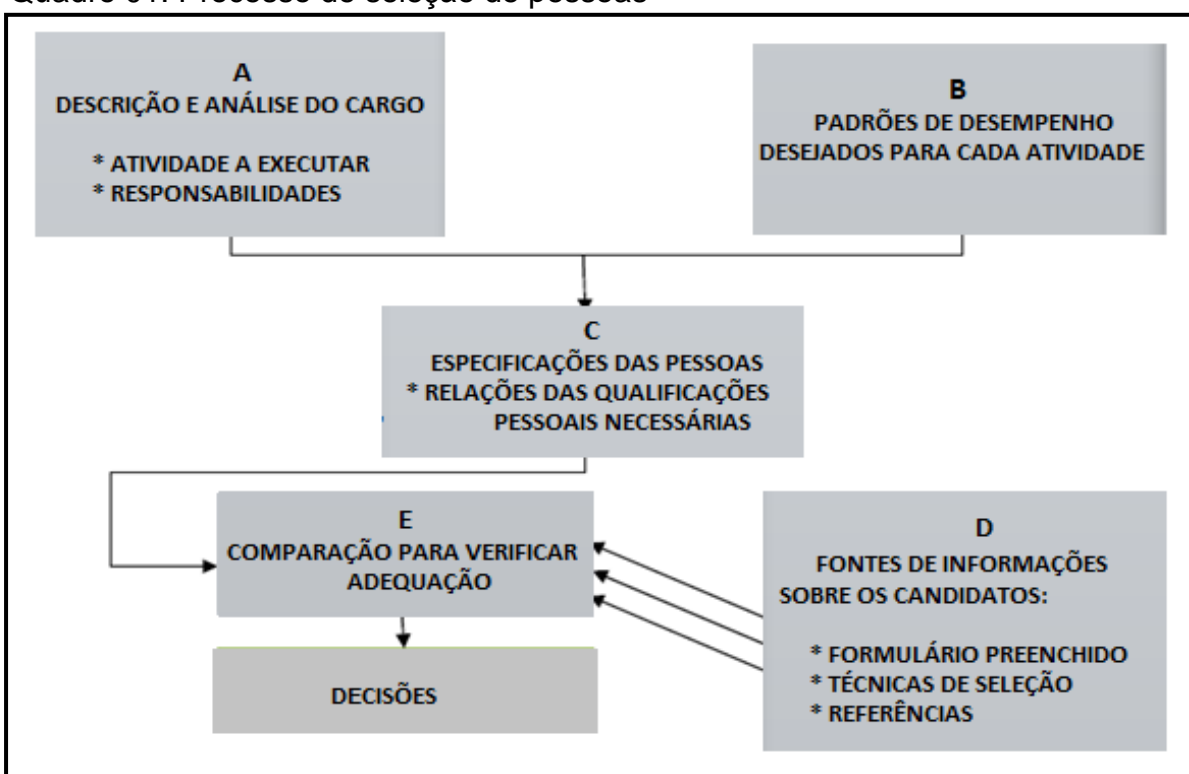 Quadro 01: Processo de seleção de pessoas
A
DESCRIÇÃO E ANÁLISE DO CARGO
* ATIVIDADE A EXECUTAR
* RESPONSABILIDADES
B
PADRÕES DE DESEMPENHO
DESEJADOS PARA CADA ATIVIDADE
C
ESPECIFICAÇÕES DAS PESSOAS
* RELAÇÕES DAS QUALIFICAÇÕES
PESSOAIS NECESSÁRIAS
E
COMPARAÇÃO PARA VERIFICAR
ADEQUAÇÃO
D
FONTES DE INFORMAÇÕES
SOBRE OS CANDIDATOS:
* FORMULÁRIO PREENCHIDO
* TÉCNICAS DE SELEÇÃO
* REFERÊNCIAS
DECISÕES